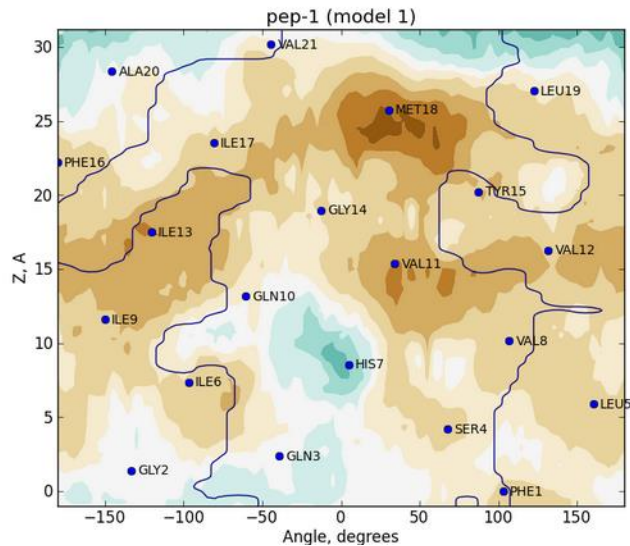 pep-1 (model 1)
30
VAL21
ALA20
LEU19
MET18
25
ILE17
PHE16
TYR15
20
GLY14
ILE13
VAL12
VAL11
15
Z, A
GLN10
ILE9
VAL8
10
HIS7
ILE6
LEU5
5
SER4
GLN3
GLY2
PHE1
0
−150 −100 −50 0 50 100 150
Angle, degrees